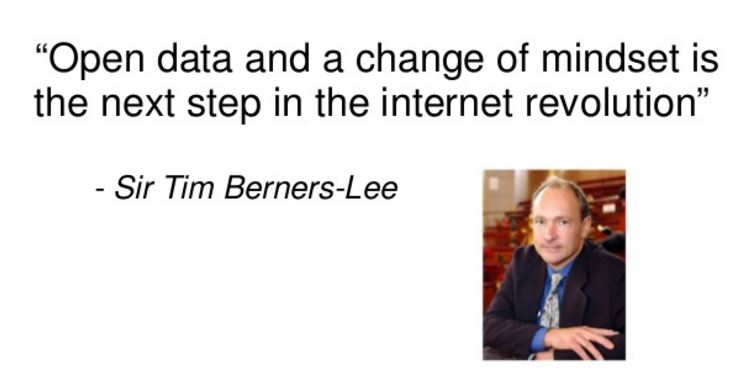 “Open data and a change of mindset is
the next step in the internet revolution”
- Sir Tim Berners-Lee